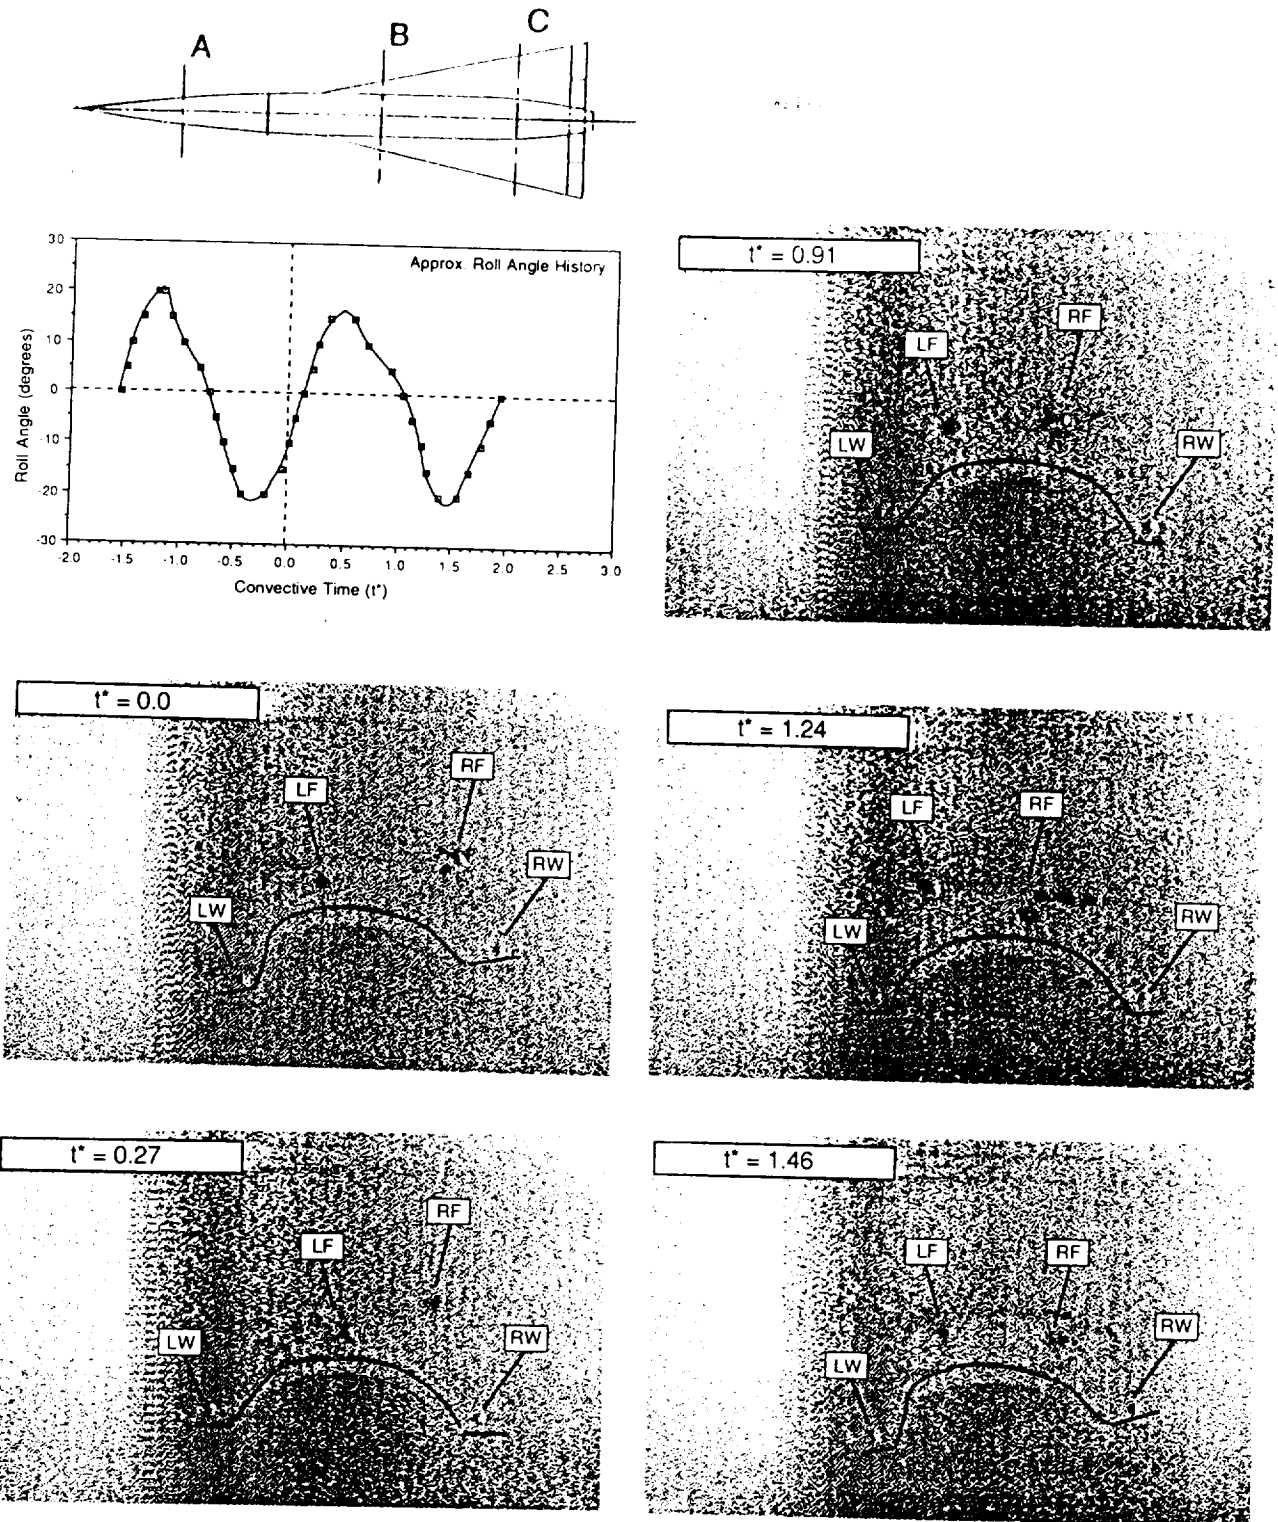 A
B
C
Approx. Roll Angle History
30
20
10
0
10
-20
-30
Roll Angle (degrees)
-2.0
-1.5
-1.0
-0.5
0.0
0.5
1.0
1.5
2.0
2.5
3.0
Convective Time (t*)
t* = 0.91
LF
RF
LW
RW
t* = 0.0
LF
RF
LW
RW
t* = 1.24
LF
RF
LW
RW
t* = 0.27
LF
RF
LW
RW
t* = 1.46
LF
RF
LW
RW